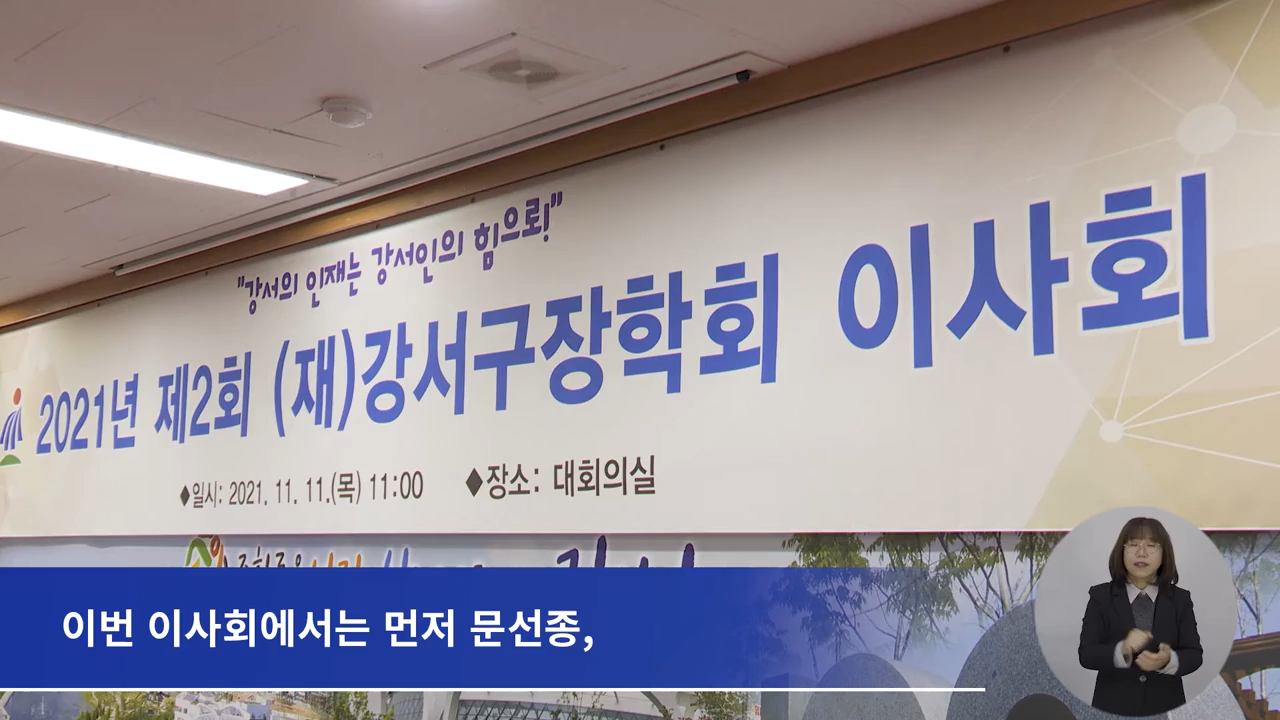 "강서의 인재는 강서인의 힘으로!"
2021년 제2회 (재)강서구장학회 이사회
◆일시: 2021. 11. 11.(목) 11:00 ◆장소: 대회의실
이번 이사회에서는 먼저 문선종,